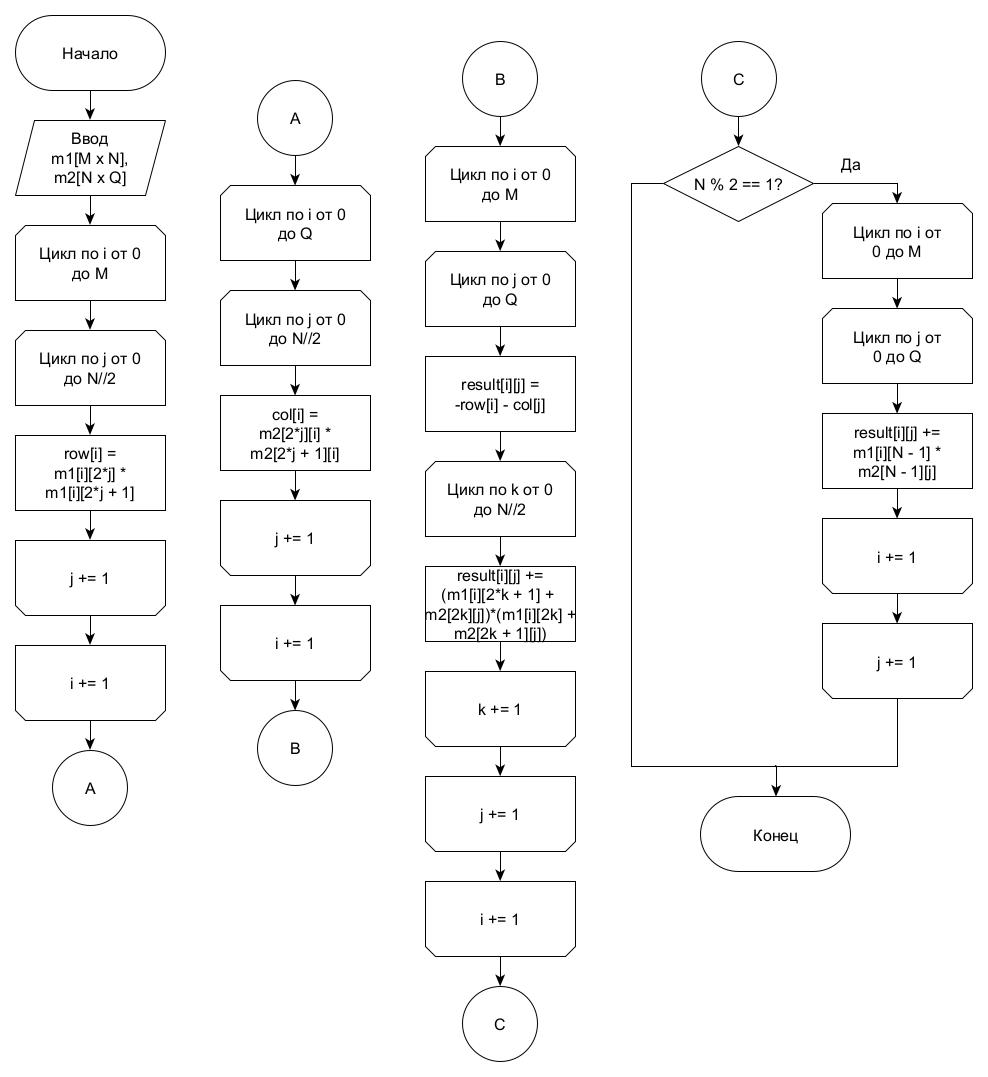 Начало
Ввод
m1[M x N],
m2[N x Q]
Цикл по i от 0
до M
Цикл по j от 0
до N//2
row[i] =
m1[i][2*j] *
m1[i][2*j + 1]
j += 1
i += 1
A
A
Цикл по i от 0
до Q
Цикл по j от 0
до N//2
col[i] =
m2[2*j][i] *
m2[2*j + 1][i]
j += 1
i += 1
B
B
Цикл по i от 0
до M
Цикл по j от 0
до Q
result[i][j] =
-row[i] - col[j]
Цикл по k от 0
до N//2
result[i][j] +=
(m1[i][2*k + 1] +
m2[2k][j])*(m1[i][2k] +
m2[2k + 1][j])
k += 1
j += 1
i += 1
C
C
N % 2 == 1?
Да
Цикл по i от
0 до M
Цикл по j от
0 до Q
result[i][j] +=
m1[i][N - 1] *
m2[N - 1][j]
i += 1
j += 1
Конец